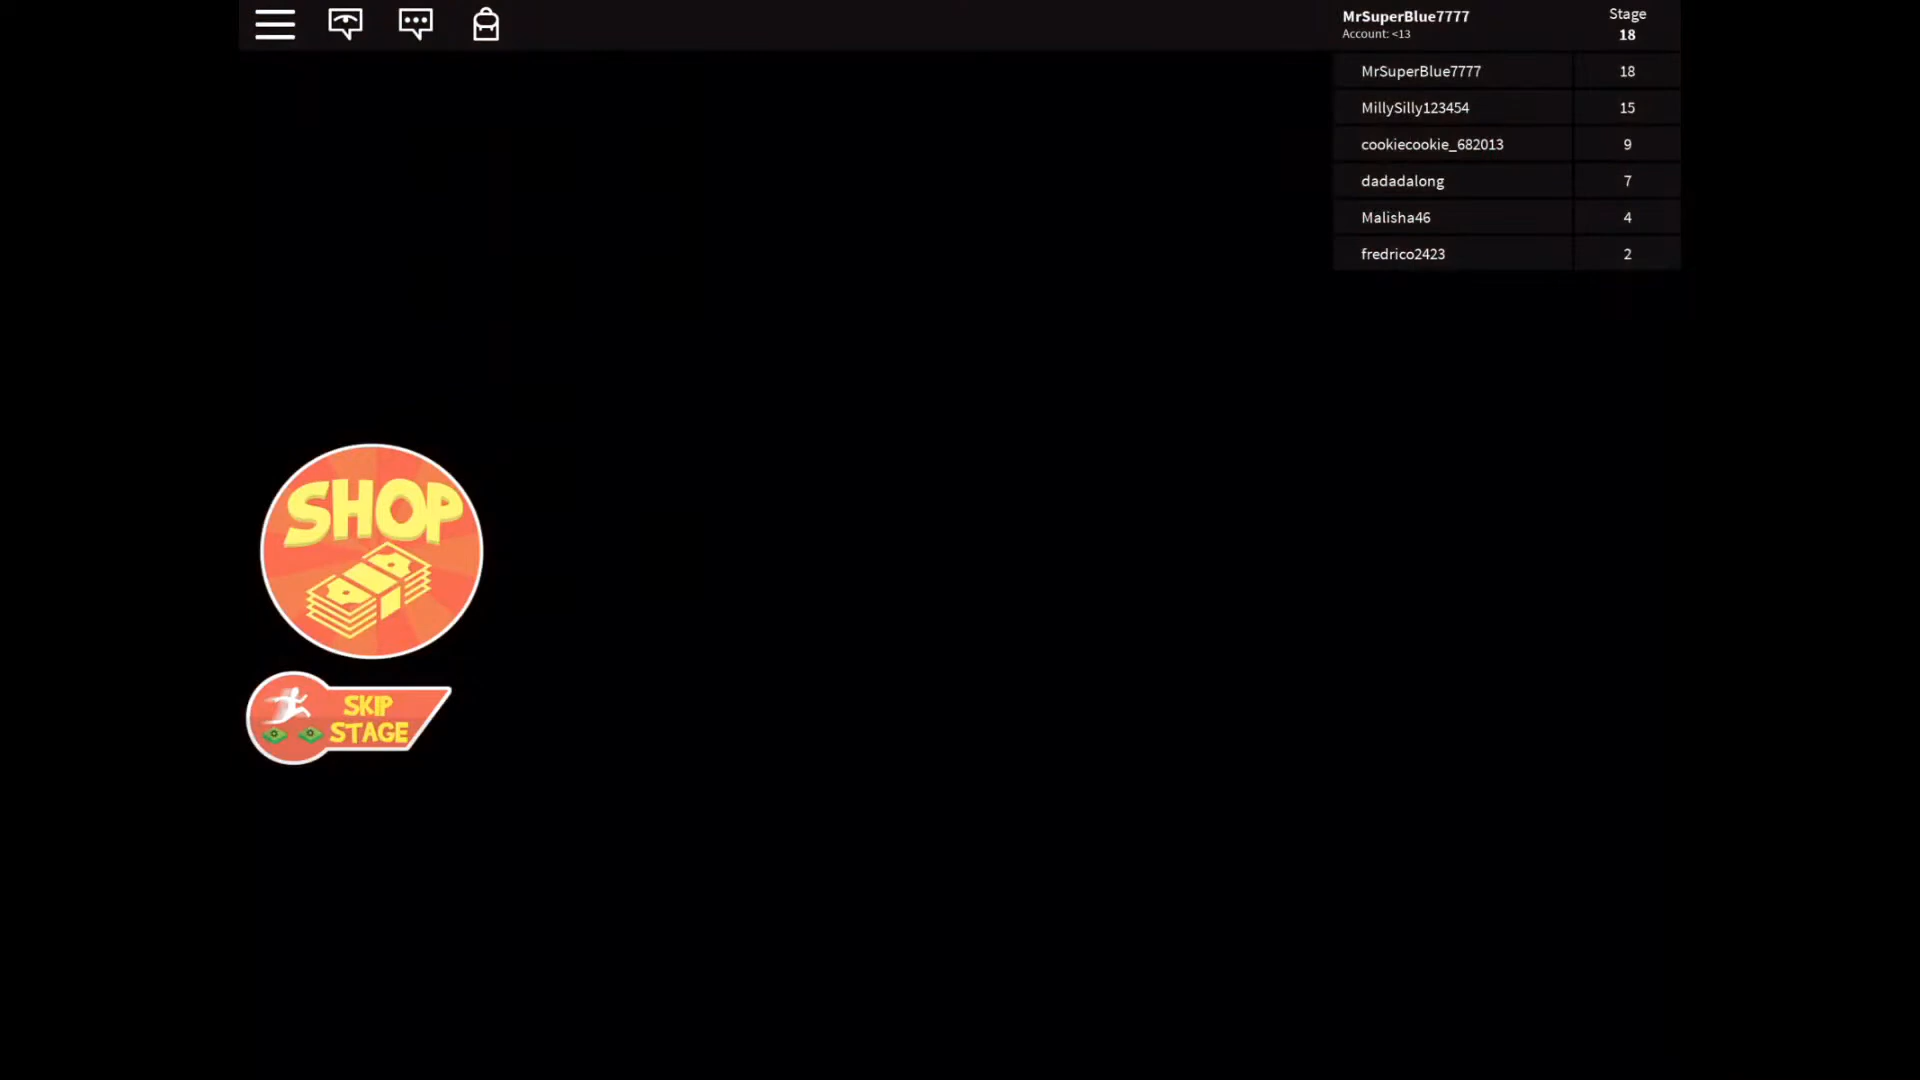 MrSuperBlue7777
Account: <13
Stage
18
MrSuperBlue7777 18
MillySilly123454 15
cookiecookie_682013 9
dadadalong 7
Malisha46 4
fredrico2423 2
SHOP
SKIP
STAGE